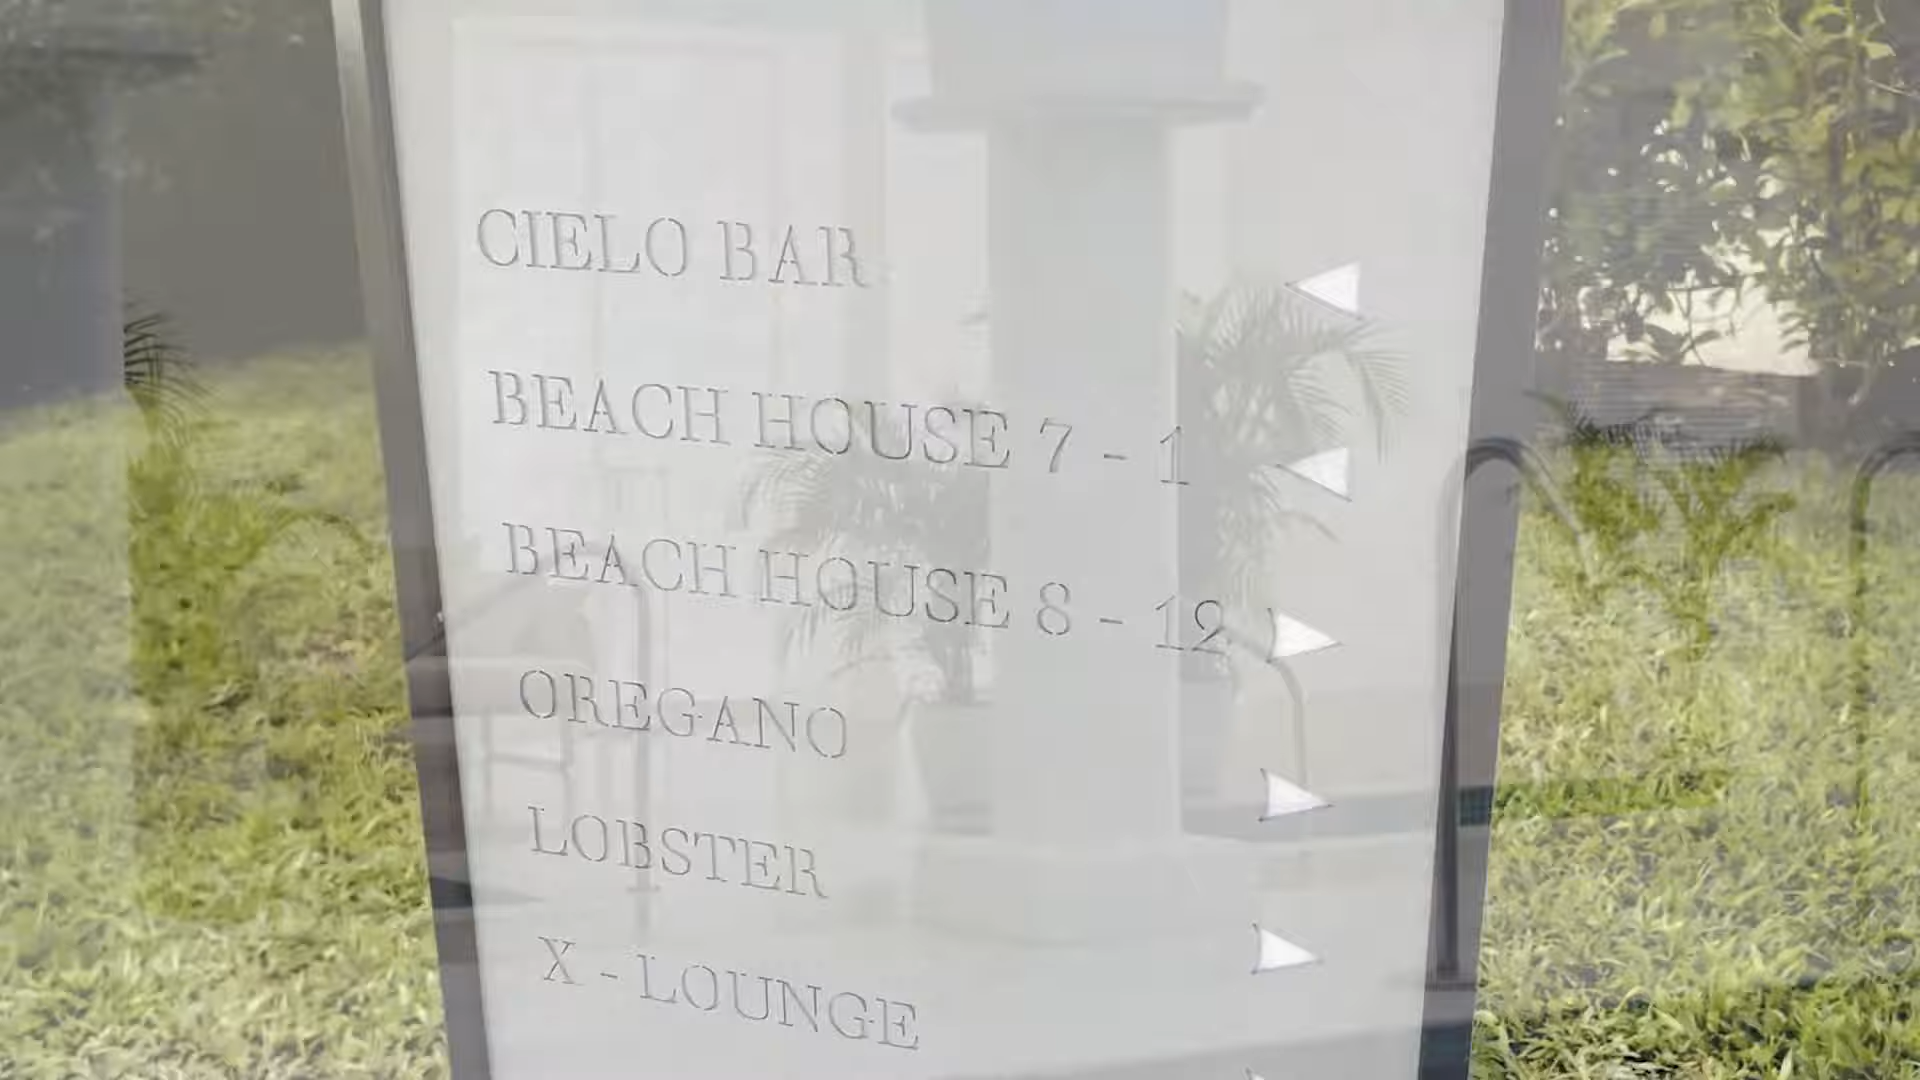 CIELO BAR
BEACH HOUSE 7 - 1
BEACH HOUSE 8 - 12
OREGANO
LOBSTER
X - LOUNGE